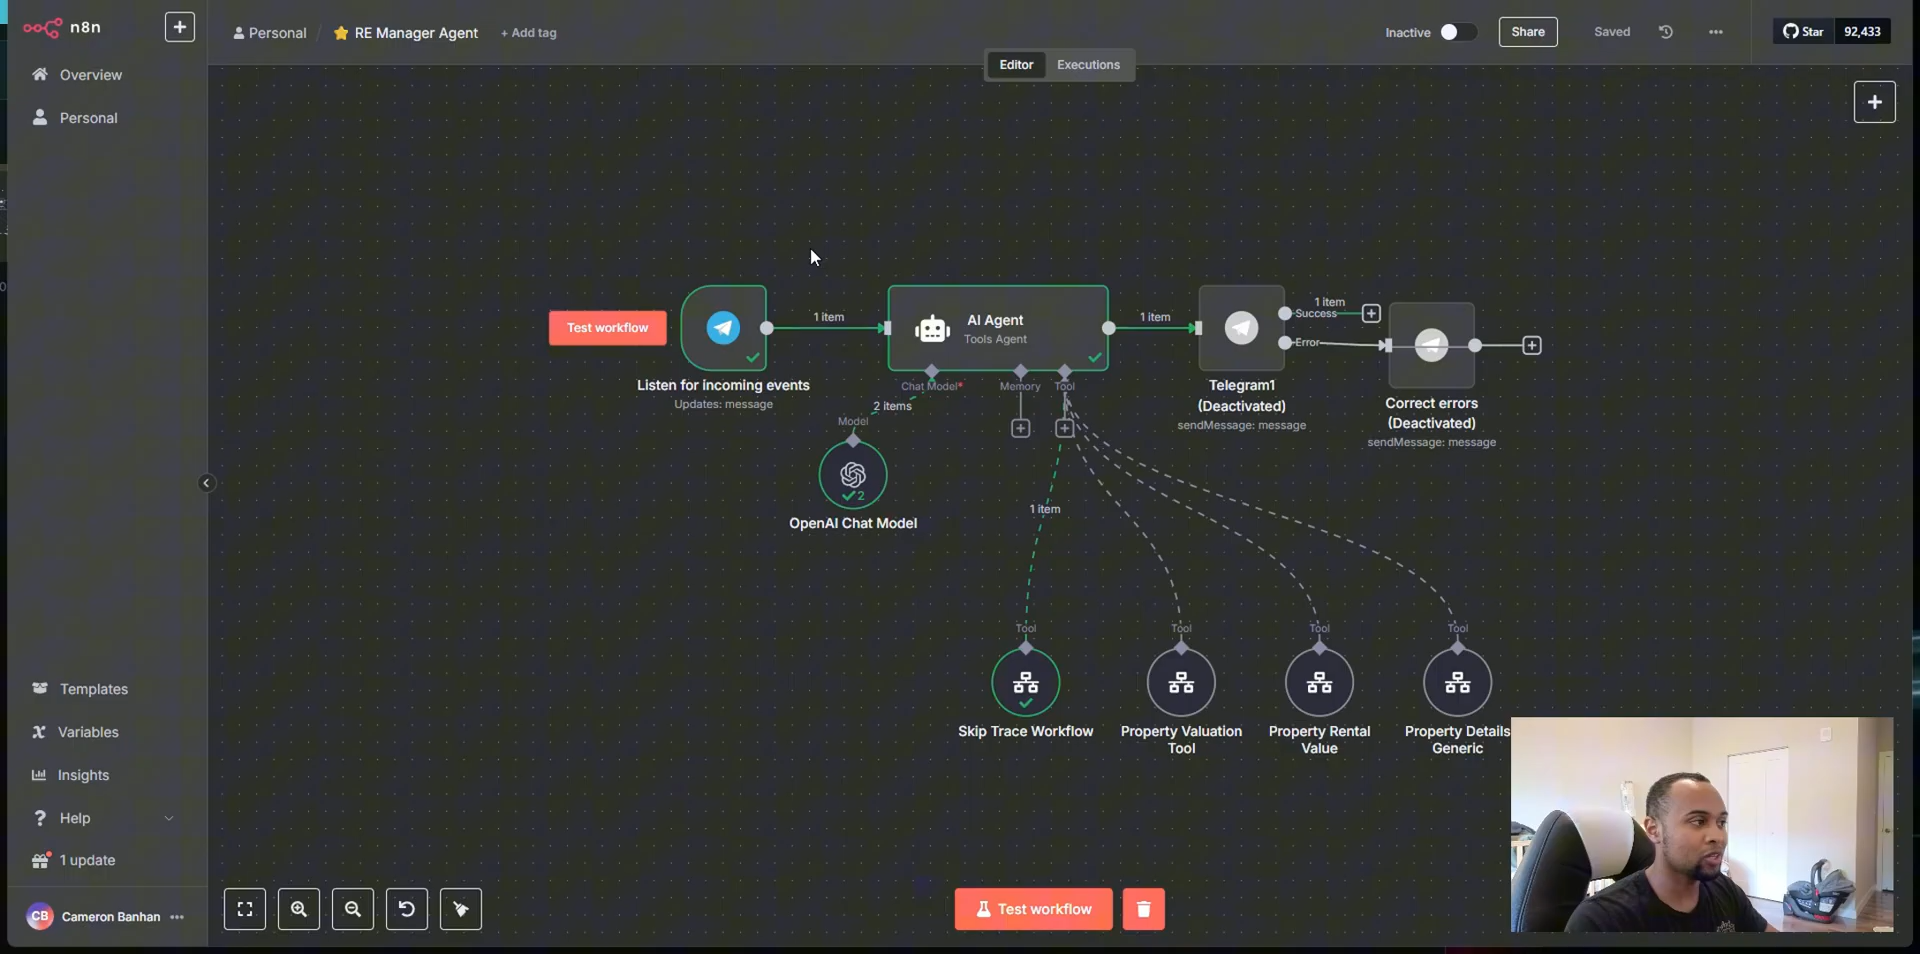 n8n
Personal
/
RE Manager Agent
+ Add tag
Inactive
Share
Saved
Star
92,433
Editor
Executions
Overview
Personal
Test workflow
1 item
AI Agent
Tools Agent
1 item
1 item
Success
Error
Listen for incoming events
Updates: message
Chat Model*
Memory
Tool
2 items
Model
2
OpenAI Chat Model
Telegram1
(Deactivated)
sendMessage: message
Correct errors
(Deactivated)
sendMessage: message
1 item
Tool
Tool
Tool
Tool
Skip Trace Workflow
Property Valuation
Tool
Property Rental
Value
Property Details
Generic
Templates
Variables
Insights
Help
1 update
CB
Cameron Banhan
Test workflow